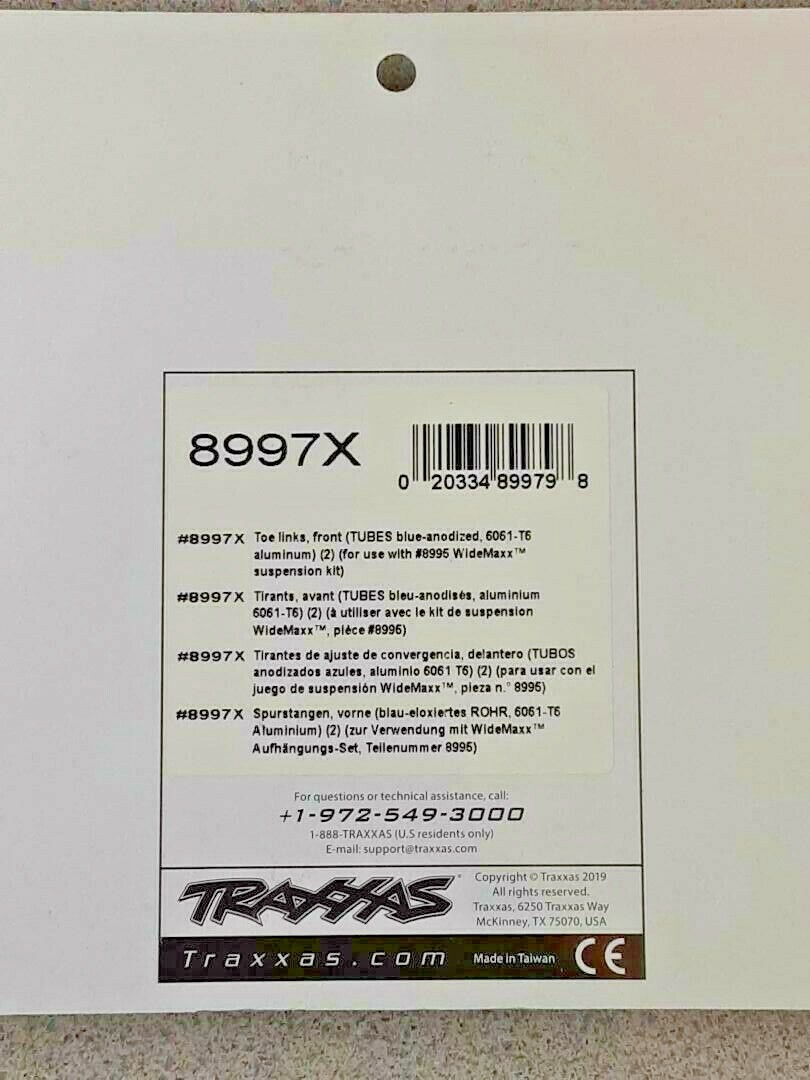 8997X
0 20334 89979 8
#8997X Toe links, front (TUBES blue-anodized, 6061-T6
aluminum) (2) (for use with #8995 WideMaxx™
suspension kit)
#8997X Tirants, avant (TUBES bleu-anodisés, aluminium
6061-T6) (2) (à utiliser avec le kit de suspension
WideMaxx™, pièce #8995)
#8997X Tirantes de ajuste de convergencia, delantero (TUBOS
anodizados azules, aluminio 6061 T6) (2) (para usar con el
juego de suspensión WideMaxx™, pieza n.° 8995)
#8997X Spurstangen, vorne (blau-eloxiertes ROHR, 6061-T6
Aluminium) (2) (zur Verwendung mit WideMaxx™
Aufhängungs-Set, Teilenummer 8995)
For questions or technical assistance, call:
+1-972-549-3000
1-888-TRAXXAS (U.S residents only)
E-mail: support@traxxas.com
TRAXXAS
Copyright © Traxxas 2019
All rights reserved.
Traxxas, 6250 Traxxas Way
McKinney, TX 75070, USA
Traxxas.com Made in Taiwan CE